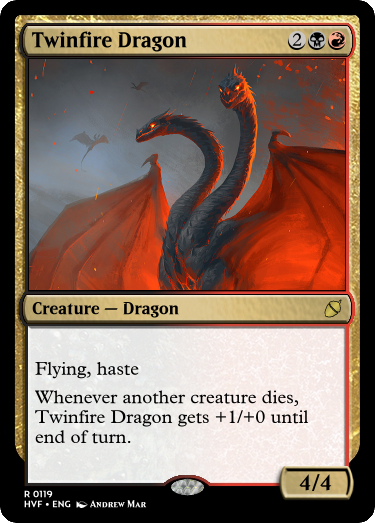 Twinfire Dragon 2
Creature — Dragon
Flying, haste
Whenever another creature dies,
Twinfire Dragon gets +1/+0 until
end of turn.
4/4
R 0119
HVF • ENG Andrew Mar